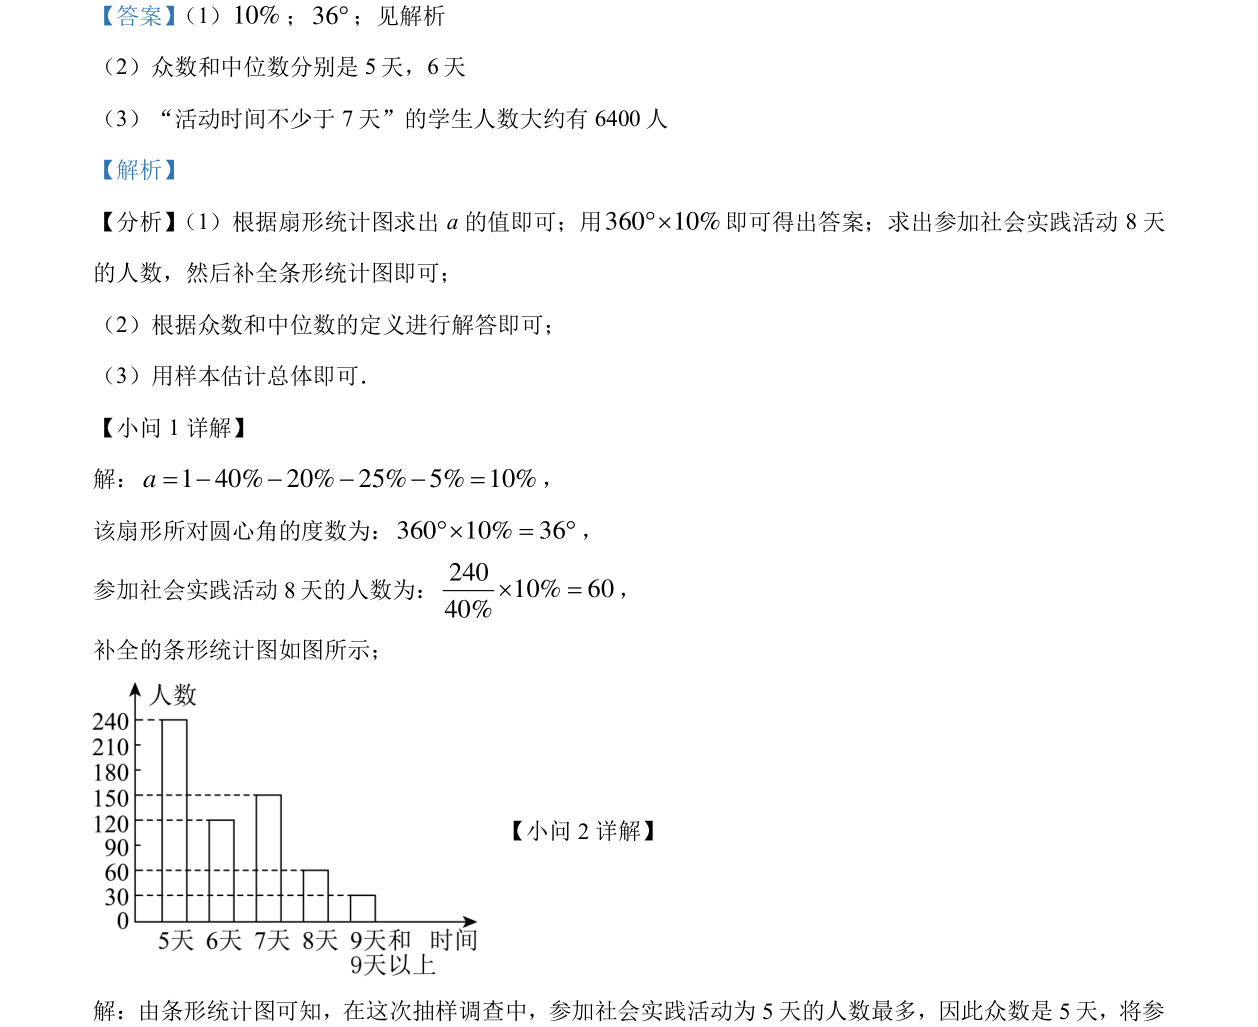 【答案】（1）10%；36°；见解析
（2）众数和中位数分别是 5 天，6 天
（3）“活动时间不少于 7 天”的学生人数大约有 6400 人
【解析】
【分析】（1）根据扇形统计图求出 a 的值即可；用360°×10% 即可得出答案；求出参加社会实践活动 8 天
的人数，然后补全条形统计图即可；
（2）根据众数和中位数的定义进行解答即可；
（3）用样本估计总体即可．
【小问 1 详解】
解：a =1−40%−20%−25%−5% =10%，
该扇形所对圆心角的度数为：360°×10% = 36°，
参加社会实践活动 8 天的人数为：240/40% ×10% = 60，
补全的条形统计图如图所示；
人数
240
210
180
150
120
90
60
30
0
5天 6天 7天 8天 9天和 时间
9天以上
【小问 2 详解】
解：由条形统计图可知，在这次抽样调查中，参加社会实践活动为 5 天的人数最多，因此众数是 5 天，将参